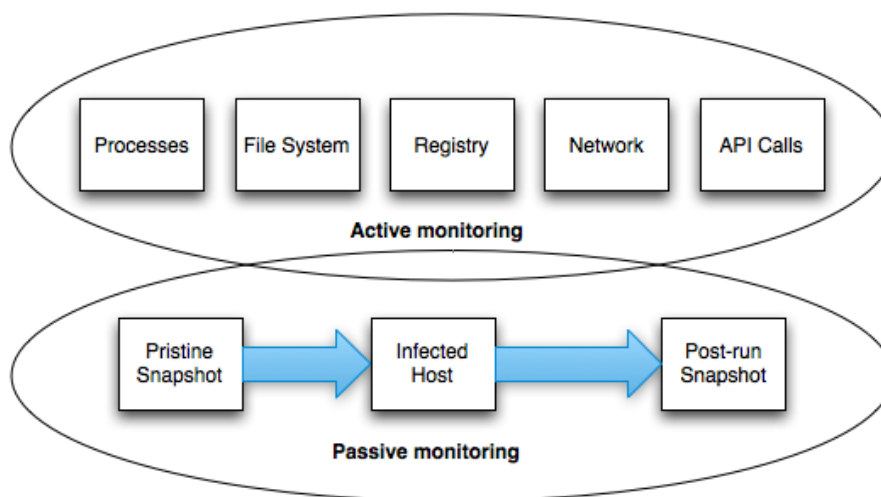 Processes
File System
Registry
Network
API Calls
Active monitoring
Pristine
Snapshot
Infected
Host
Post-run
Snapshot
Passive monitoring